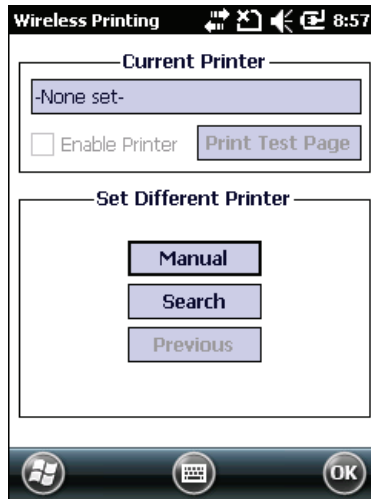 Wireless Printing 8:57
Current Printer
-None set-
Enable Printer Print Test Page
Set Different Printer
Manual
Search
Previous
OK